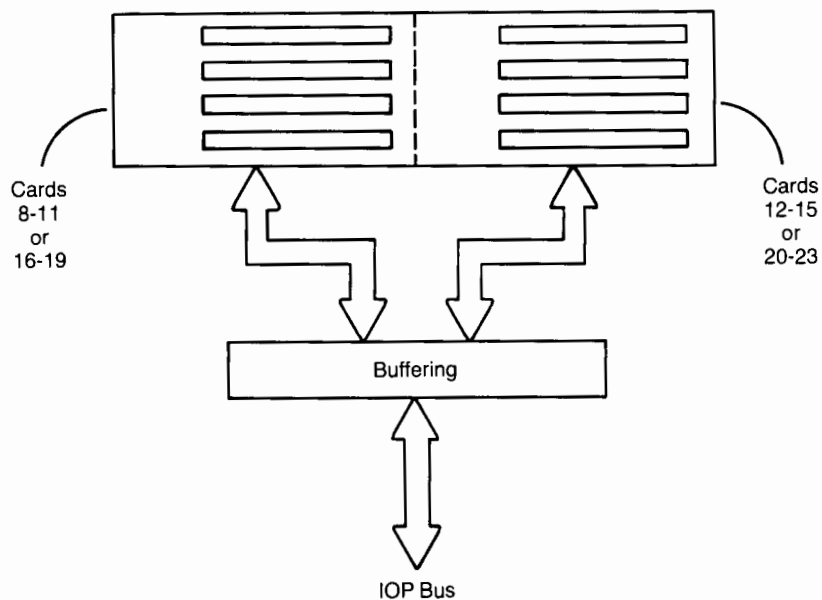 Cards
8-11
or
16-19
Cards
12-15
or
20-23
Buffering
IOP Bus